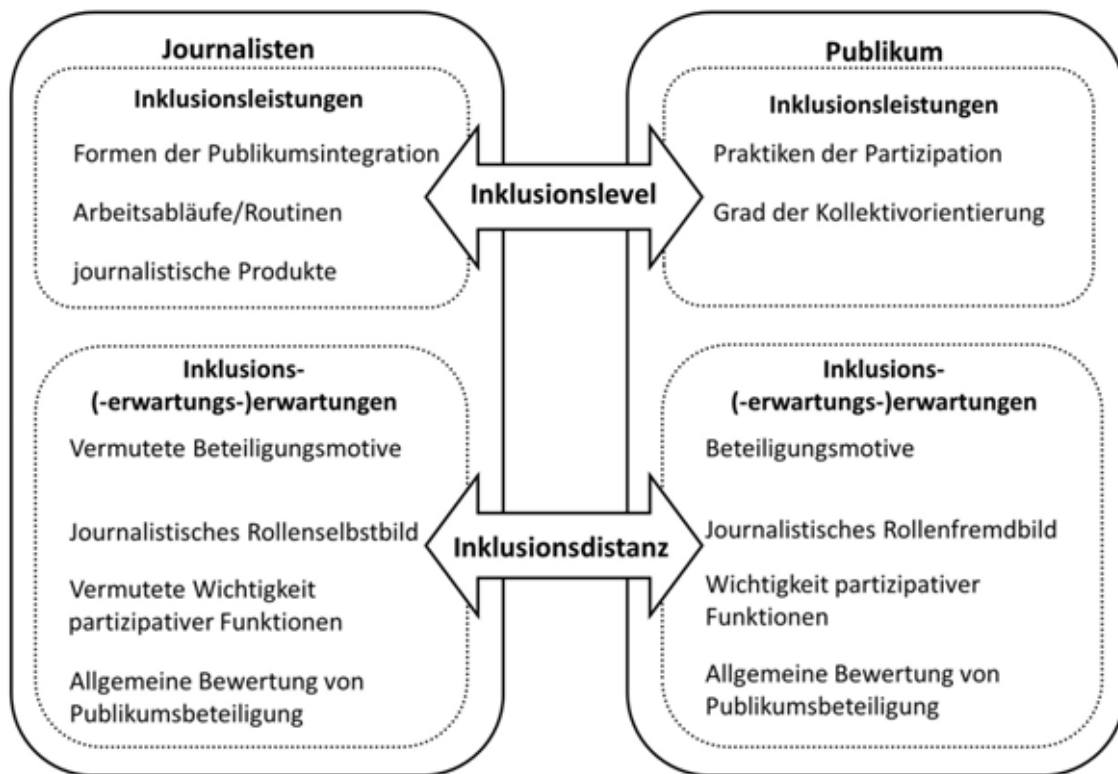 Journalisten
Inklusionsleistungen
Formen der Publikumsintegration
Arbeitsabläufe/Routinen
journalistische Produkte
Inklusionslevel
Publikum
Inklusionsleistungen
Praktiken der Partizipation
Grad der Kollektivorientierung
Inklusions-
(-erwartungs-)erwartungen
Vermutete Beteiligungsmotive
Journalistisches Rollenselbstbild
Vermutete Wichtigkeit
partizipativer Funktionen
Allgemeine Bewertung von
Publikumsbeteiligung
Inklusionsdistanz
Inklusions-
(-erwartungs-)erwartungen
Beteiligungsmotive
Journalistisches Rollenfremdbild
Wichtigkeit partizipativer
Funktionen
Allgemeine Bewertung von
Publikumsbeteiligung